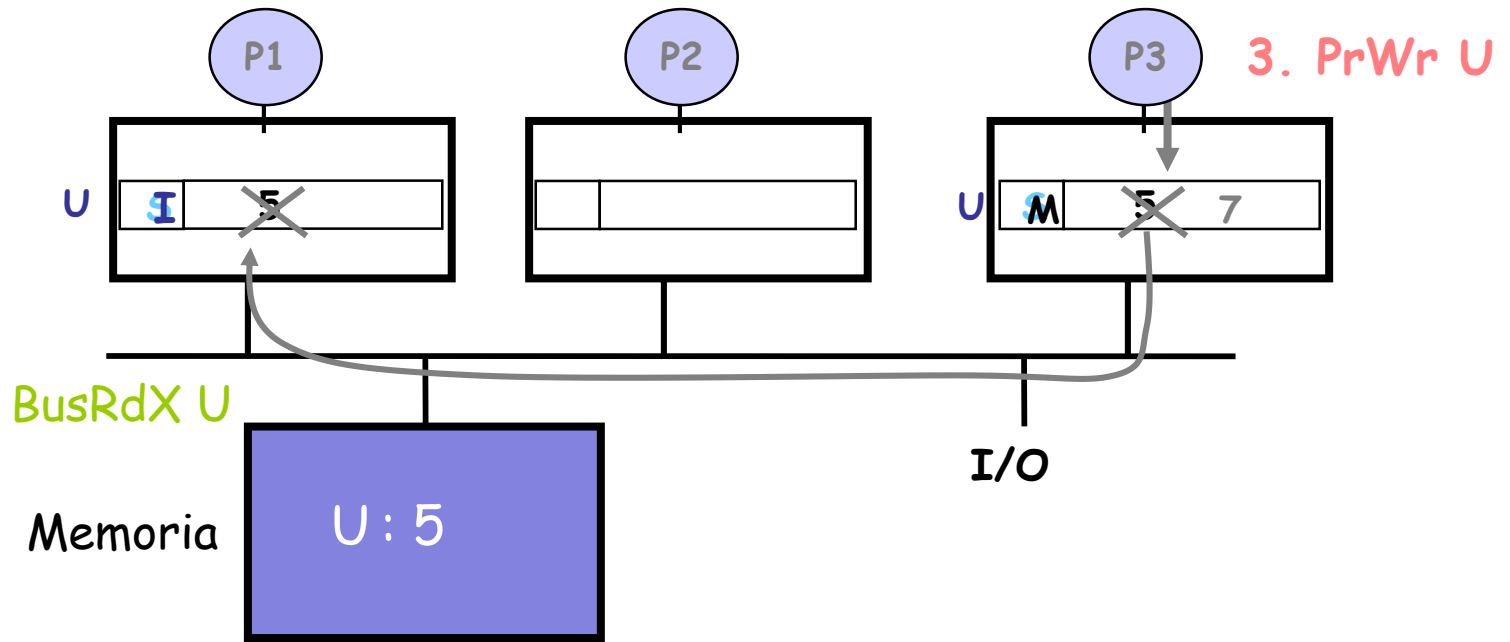 P1
P2
P3
3. PrWr U
U
S
I
5
U
S
M
5
7
BusRdX U
I/O
Memoria
U : 5